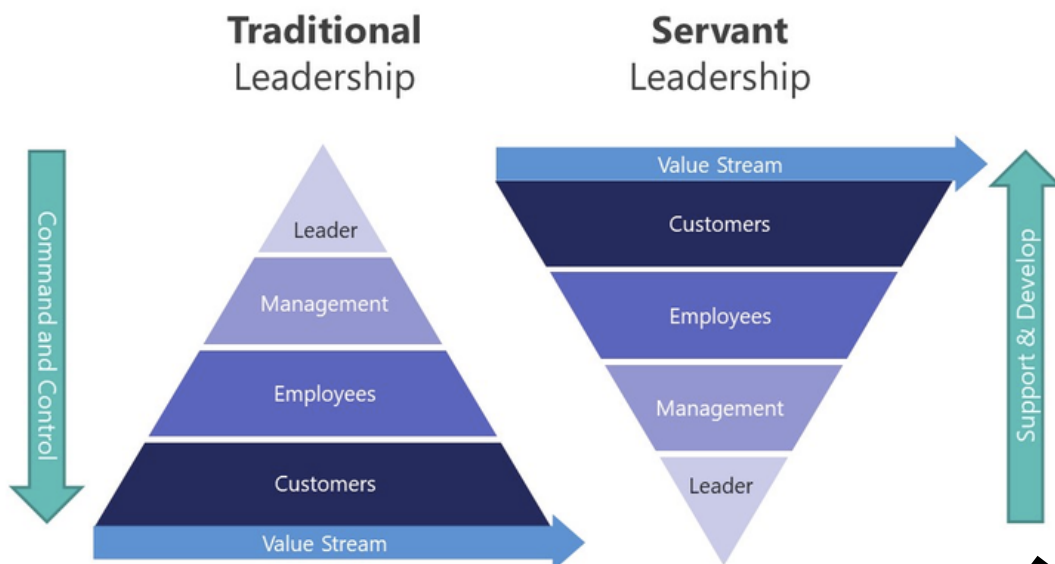 Traditional
Leadership
Servant
Leadership
Command and Control
Leader
Management
Employees
Customers
Value Stream
Value Stream
Customers
Employees
Management
Leader
Support & Develop